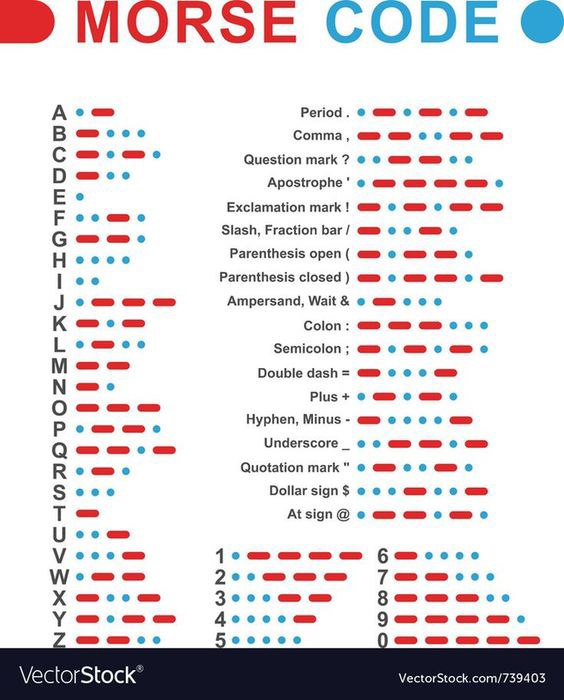 MORSE CODE
A • —
B — • • •
C — • — •
D — • •
E •
F • • — •
G — — •
H • • • •
I • •
J • — — —
K — • —
L • — • •
M — —
N — •
O — — —
P • — — •
Q — — • —
R • — •
S • • •
T —
U • • —
V • • • —
W • — —
X — • • —
Y — • — —
Z — — • •
Period . • — • — • —
Comma , — — • • — —
Question mark ? • • — — • •
Apostrophe ' • — — — — •
Exclamation mark ! — • — • — —
Slash, Fraction bar / — • • — •
Parenthesis open ( — • — — •
Parenthesis closed ) — • — — • —
Ampersand, Wait & • — • • •
Colon : — — — • • •
Semicolon ; — • — • — •
Double dash = — • • • —
Plus + • — • — •
Hyphen, Minus - — • • • • —
Underscore _ • • — — • —
Quotation mark " • — • • — •
Dollar sign $ • • • — • • —
At sign @ • — — • — •
1 • — — — —
2 • • — — —
3 • • • — —
4 • • • • —
5 • • • • •
6 — • • • •
7 — — • • •
8 — — — • •
9 — — — — •
0 — — — — —
VectorStock®
VectorStock.com/739403